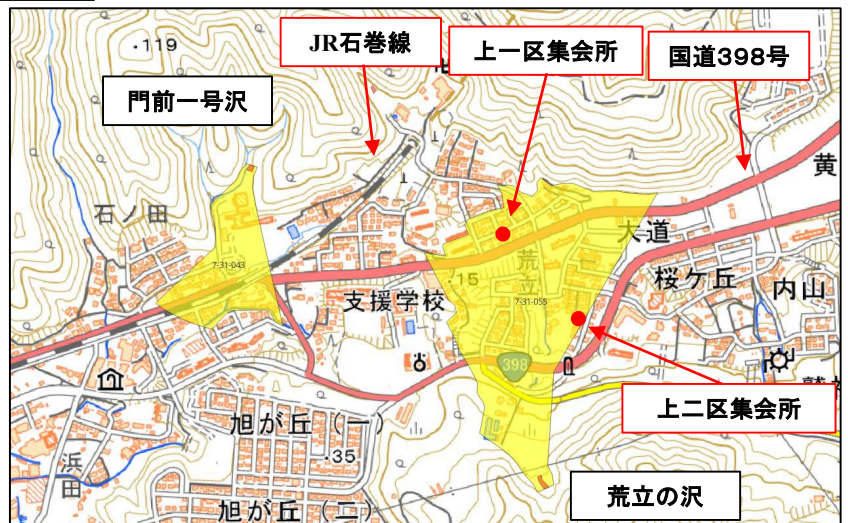 ・119
JR石巻線
上一区集会所
国道398号
門前一号沢
黄
石ノ田
大道
荒立
7-31-043
・15
7-31-055
支援学校
桜ケ丘
内山
398
上二区集会所
旭が丘(一)
・35
浜田
荒立の沢
旭が丘(二)